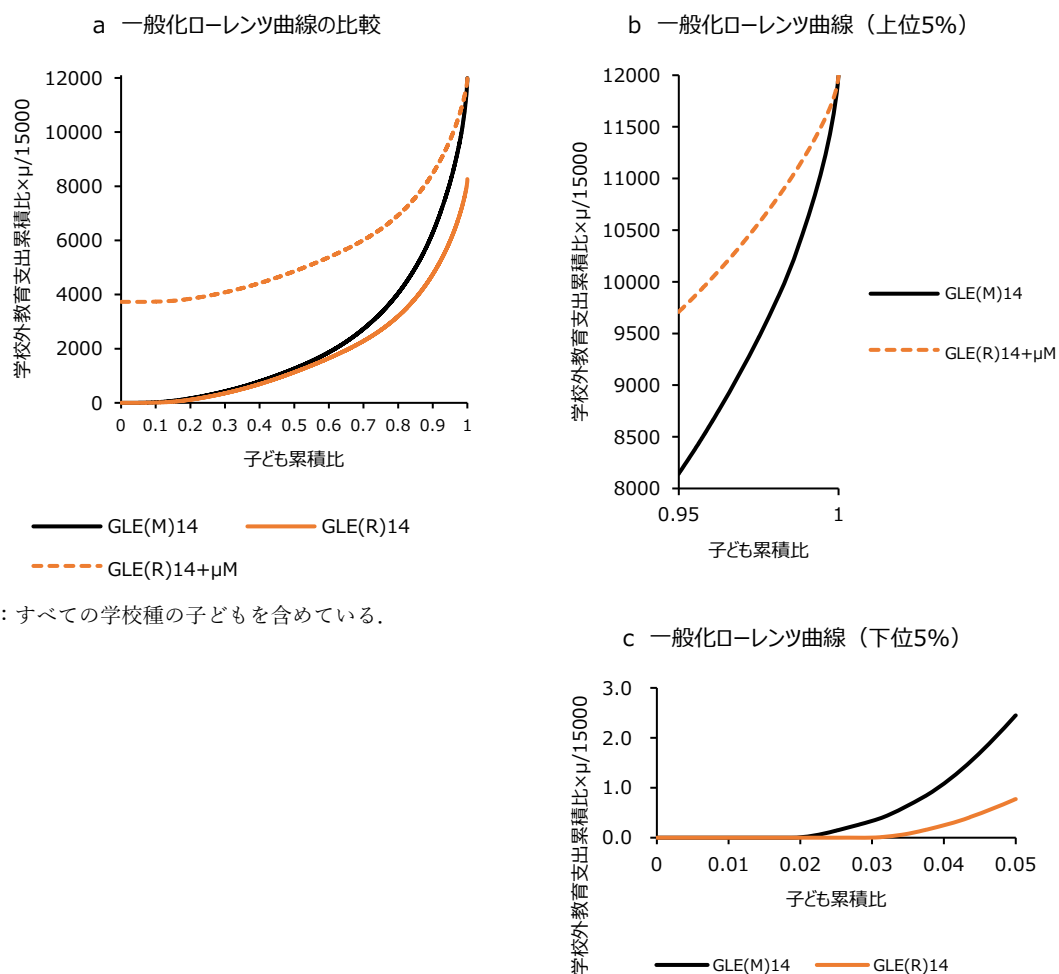 a 一般化ローレンツ曲線の比較
学校外教育支出累積比×μ/15000
12000
10000
8000
6000
4000
2000
0
0 0.1 0.2 0.3 0.4 0.5 0.6 0.7 0.8 0.9 1
子ども累積比
GLE(M)14 GLE(R)14
GLE(R)14+μM
：すべての学校種の子どもを含めている．
b 一般化ローレンツ曲線（上位5%）
学校外教育支出累積比×μ/15000
12000
11500
11000
10500
10000
9500
9000
8500
8000
0.95 1
子ども累積比
GLE(M)14
GLE(R)14+μM
c 一般化ローレンツ曲線（下位5%）
学校外教育支出累積比×μ/15000
3.0
2.0
1.0
0.0
0 0.01 0.02 0.03 0.04 0.05
子ども累積比
GLE(M)14 GLE(R)14